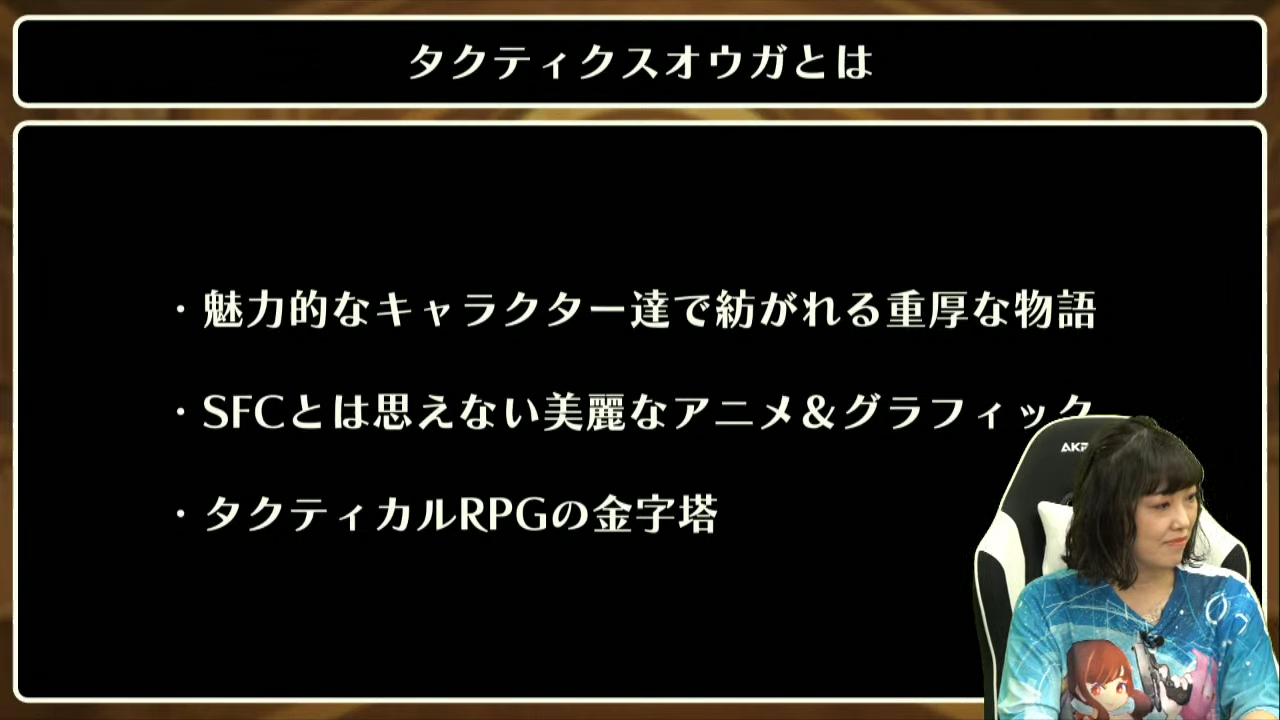 タクティクスオウガとは
・魅力的なキャラクター達で紡がれる重厚な物語
・SFCとは思えない美麗なアニメ&グラフィック
・タクティカルRPGの金字塔